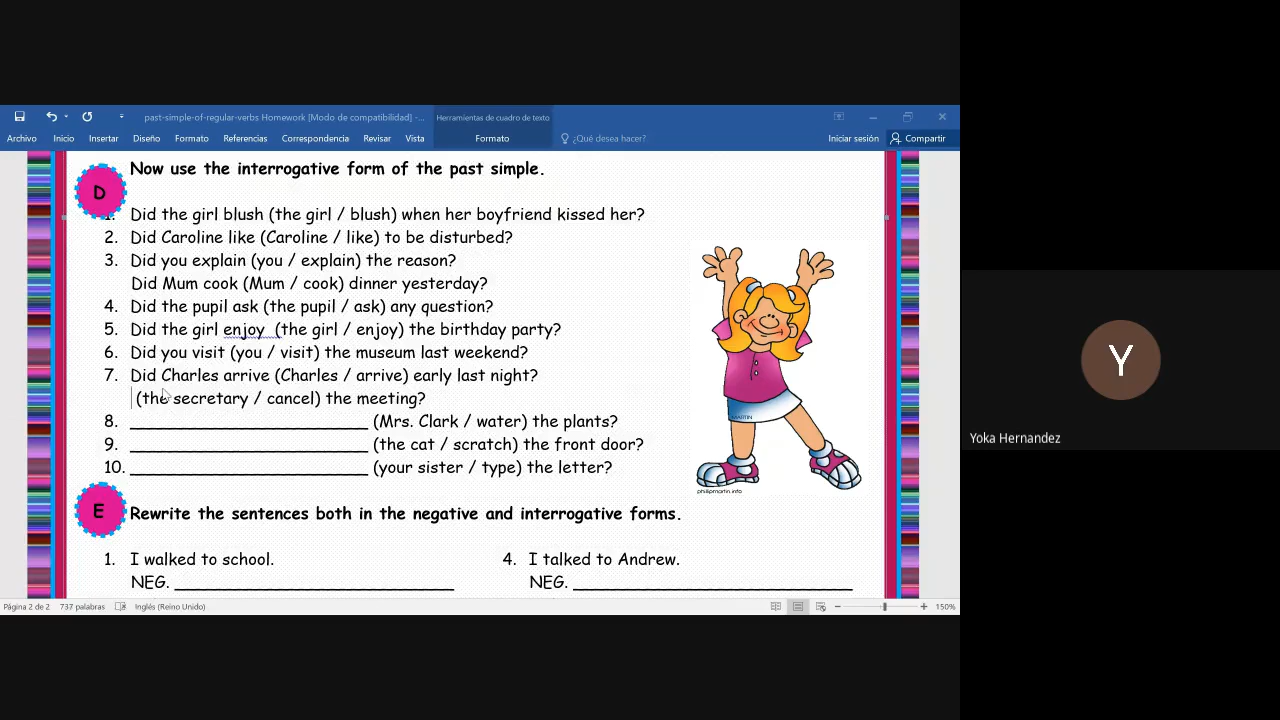 past-simple-of-regular-verbs Homework [Modo de compatibilidad] -...
Herramientas de cuadro de texto
Archivo Inicio Insertar Diseño Formato Referencias Correspondencia Revisar Vista Formato ¿Qué desea hacer? Iniciar sesión Compartir
D
Now use the interrogative form of the past simple.
1. Did the girl blush (the girl / blush) when her boyfriend kissed her?
2. Did Caroline like (Caroline / like) to be disturbed?
3. Did you explain (you / explain) the reason?
Did Mum cook (Mum / cook) dinner yesterday?
4. Did the pupil ask (the pupil / ask) any question?
5. Did the girl enjoy (the girl / enjoy) the birthday party?
6. Did you visit (you / visit) the museum last weekend?
7. Did Charles arrive (Charles / arrive) early last night?
(the secretary / cancel) the meeting?
8. ________________________ (Mrs. Clark / water) the plants?
9. ________________________ (the cat / scratch) the front door?
10. ________________________ (your sister / type) the letter?
MARTIN
philipmartin.info
E
Rewrite the sentences both in the negative and interrogative forms.
1. I walked to school. 4. I talked to Andrew.
NEG. ____________________________ NEG. ____________________________
Página 2 de 2 737 palabras Inglés (Reino Unido) 150%
Y
Yoka Hernandez